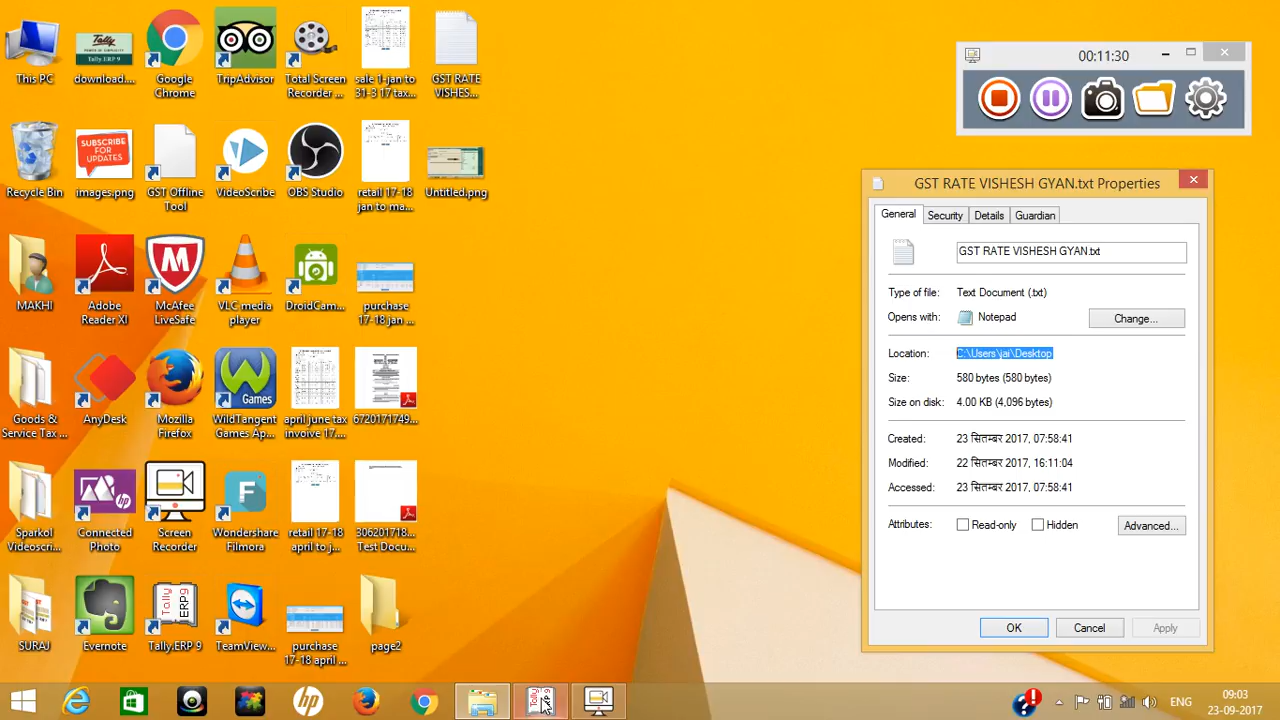 This PC
download....
Google
Chrome
TripAdvisor
Total Screen
Recorder ...
sale 1-jan to
31-3 17 tax...
GST RATE
VISHES...
Recycle Bin
SUBSCRIBE
FOR
UPDATES
images.png
GST Offline
Tool
VideoScribe
OBS Studio
retail 17-18
jan to ma...
Untitled.png
MAKHI
Adobe
Reader XI
McAfee
LiveSafe
VLC media
player
DroidCam...
purchase
17-18 jan ...
Goods &
Service Tax ...
AnyDesk
Mozilla
Firefox
Games
WildTangent
Games Ap...
april june tax
invoive 17...
6720171749...
Sparkol
Videoscri...
Connected
Photo
Screen
Recorder
Wondershare
Filmora
retail 17-18
april to j...
306201718...
Test Docu...
SURAJ
Evernote
Tally
ERP9
Tally.ERP 9
TeamView...
purchase
17-18 april ...
page2
00:11:30
GST RATE VISHESH GYAN.txt Properties
General
Security
Details
Guardian
GST RATE VISHESH GYAN.txt
Type of file:
Text Document (.txt)
Opens with:
Notepad
Change...
Location:
C:\Users\jai\Desktop
Size:
580 bytes (580 bytes)
Size on disk:
4.00 KB (4,096 bytes)
Created:
23 सितम्बर 2017, 07:58:41
Modified:
22 सितम्बर 2017, 16:11:04
Accessed:
23 सितम्बर 2017, 07:58:41
Attributes:
Read-only
Hidden
Advanced...
OK
Cancel
Apply
ENG
09:03
23-09-2017